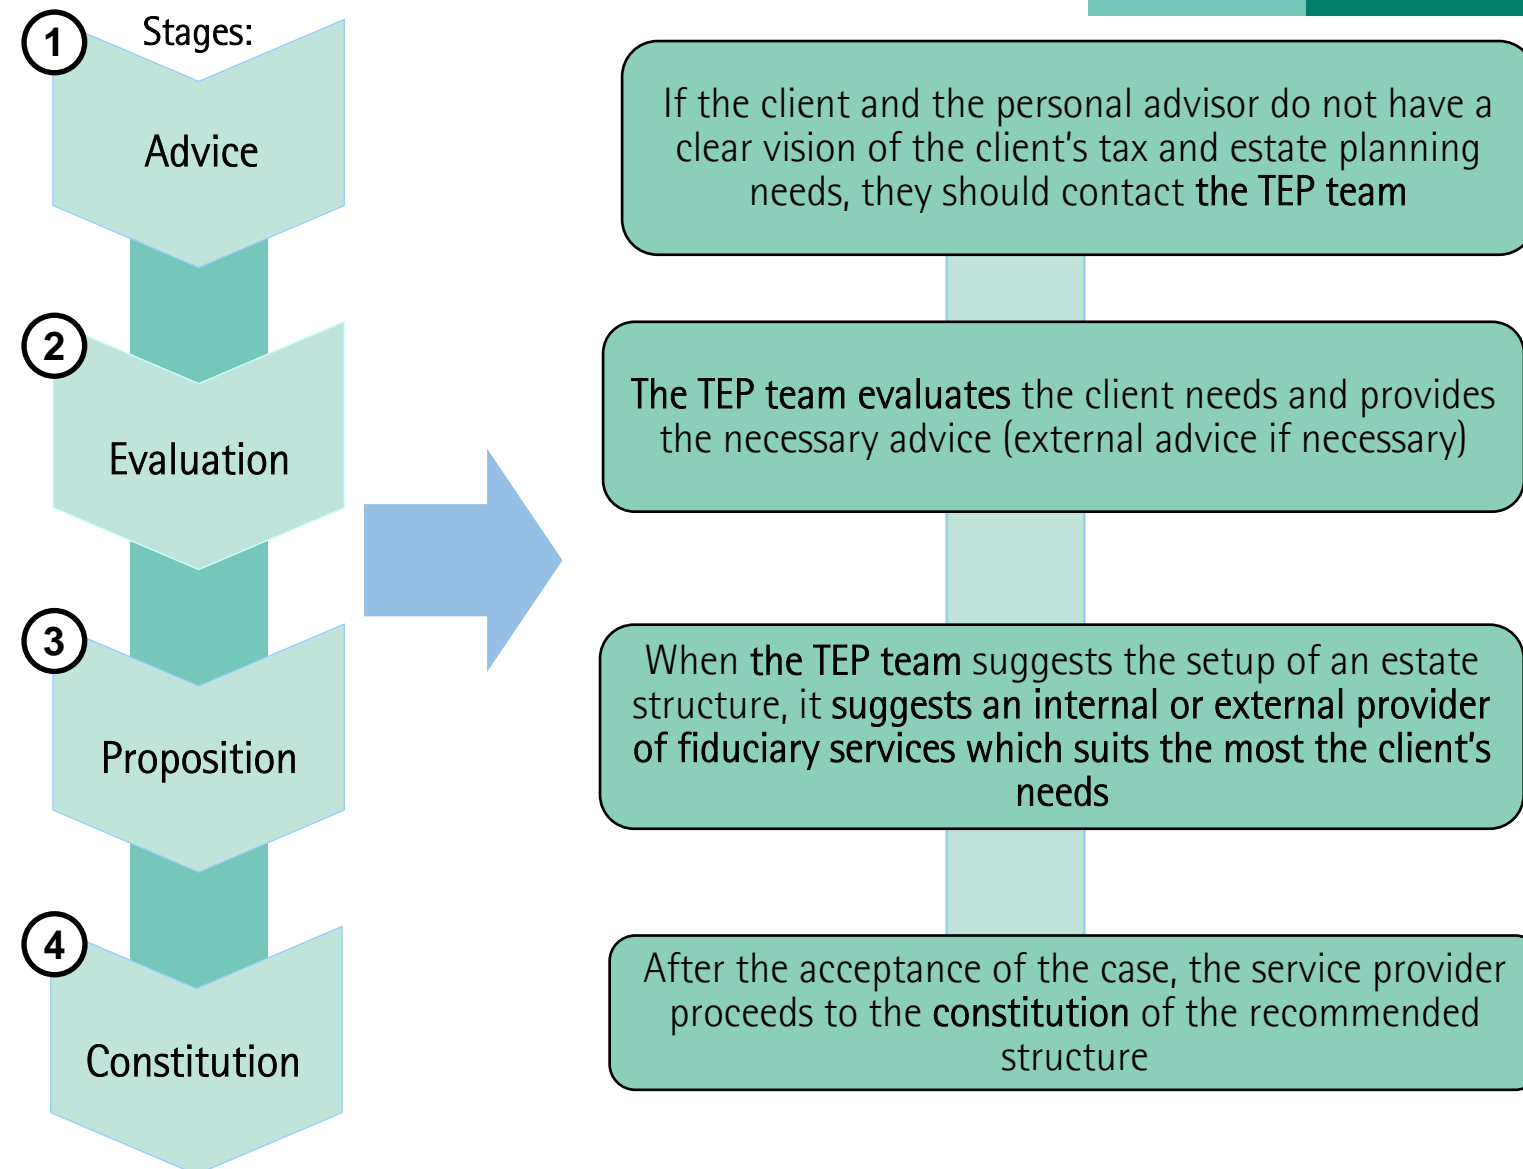 Stages:
1
Advice
If the client and the personal advisor do not have a
clear vision of the client's tax and estate planning
needs, they should contact the TEP team
2
Evaluation
The TEP team evaluates the client needs and provides
the necessary advice (external advice if necessary)
3
Proposition
When the TEP team suggests the setup of an estate
structure, it suggests an internal or external provider
of fiduciary services which suits the most the client's
needs
4
Constitution
After the acceptance of the case, the service provider
proceeds to the constitution of the recommended
structure